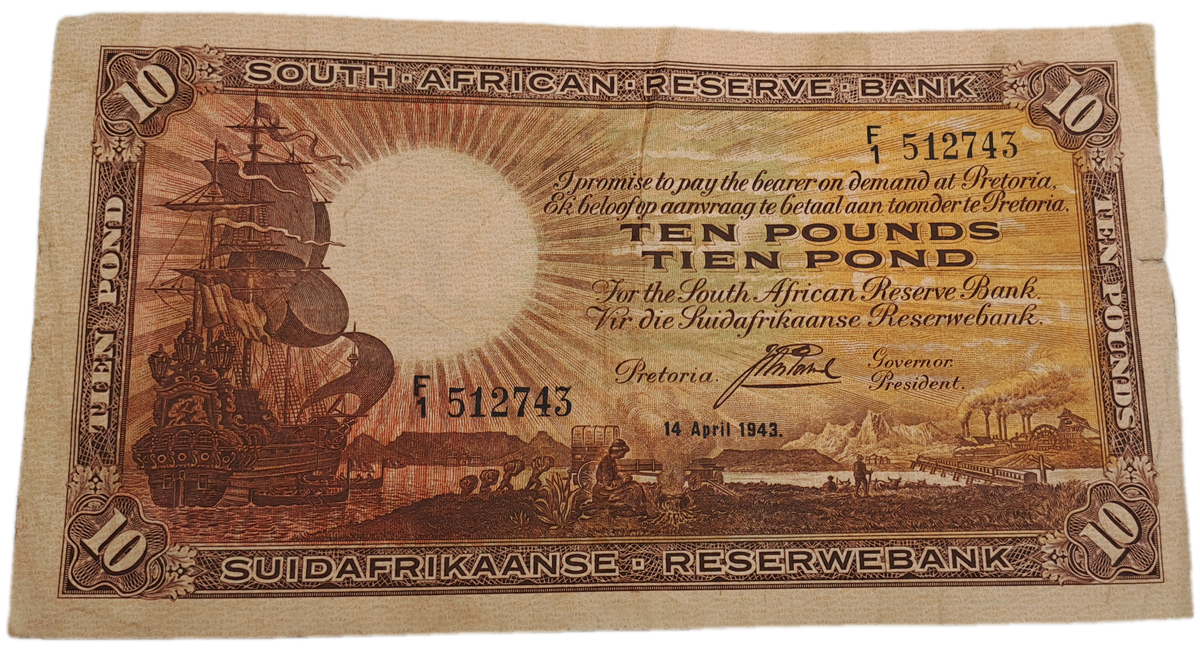 10
SOUTH · AFRICAN · RESERVE · BANK
10
F/1 512743
I promise to pay the bearer on demand at Pretoria,
Ek beloof op aanvraag te betaal aan toonder te Pretoria.
TEN POUNDS
TIEN POND
For the South African Reserve Bank.
Vir die Suidafrikaanse Reserwebank.
Pretoria.
Governor.
President.
F/1 512743
14 April 1943.
TIEN POND
TEN POUNDS
10
SUIDAFRIKAANSE · RESERWEBANK
10